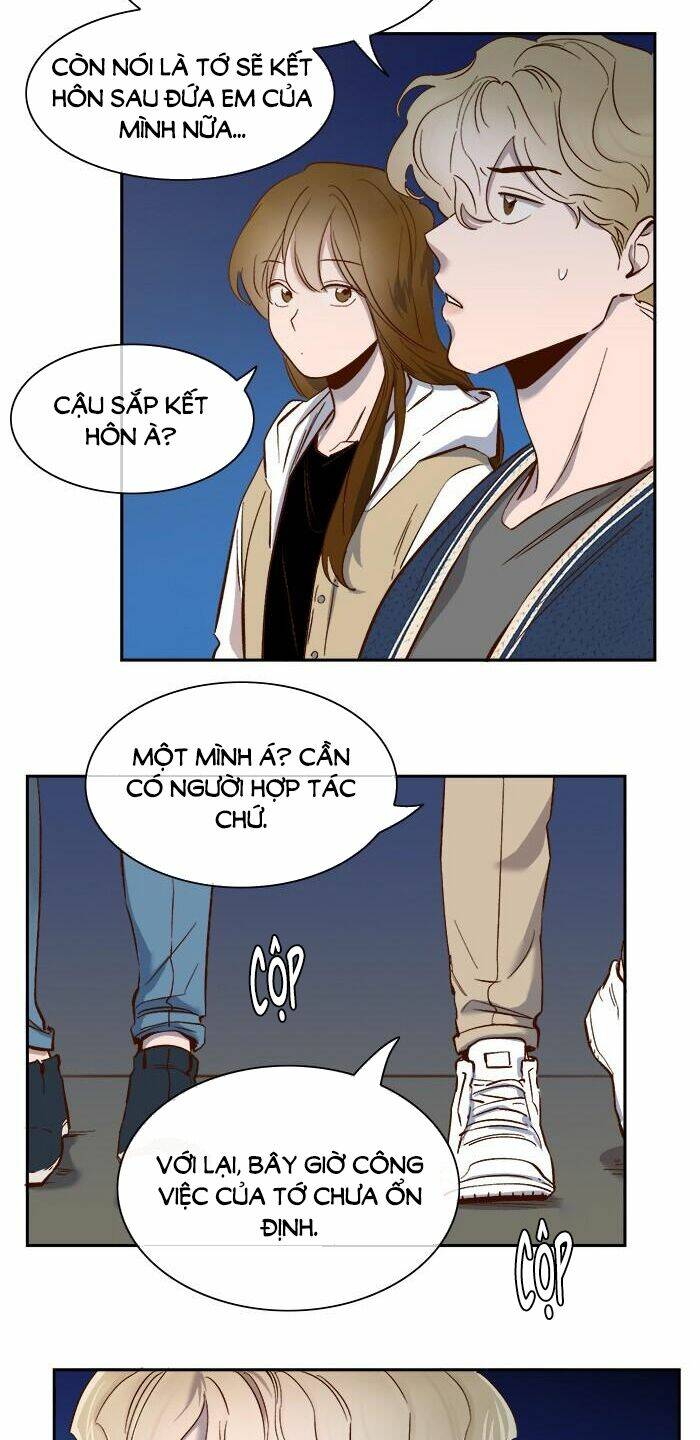 CÒN NÓI LÀ TỚ SẼ KẾT
HÔN SAU ĐỨA EM CỦA
MÌNH NỮA...
CẬU SẮP KẾT
HÔN À?
MỘT MÌNH Á? CẦN
CÓ NGƯỜI HỢP TÁC
CHỨ.
CỘP
VỚI LẠI, BÂY GIỜ CÔNG
VIỆC CỦA TỚ CHƯA ỔN
ĐỊNH.
CỘP